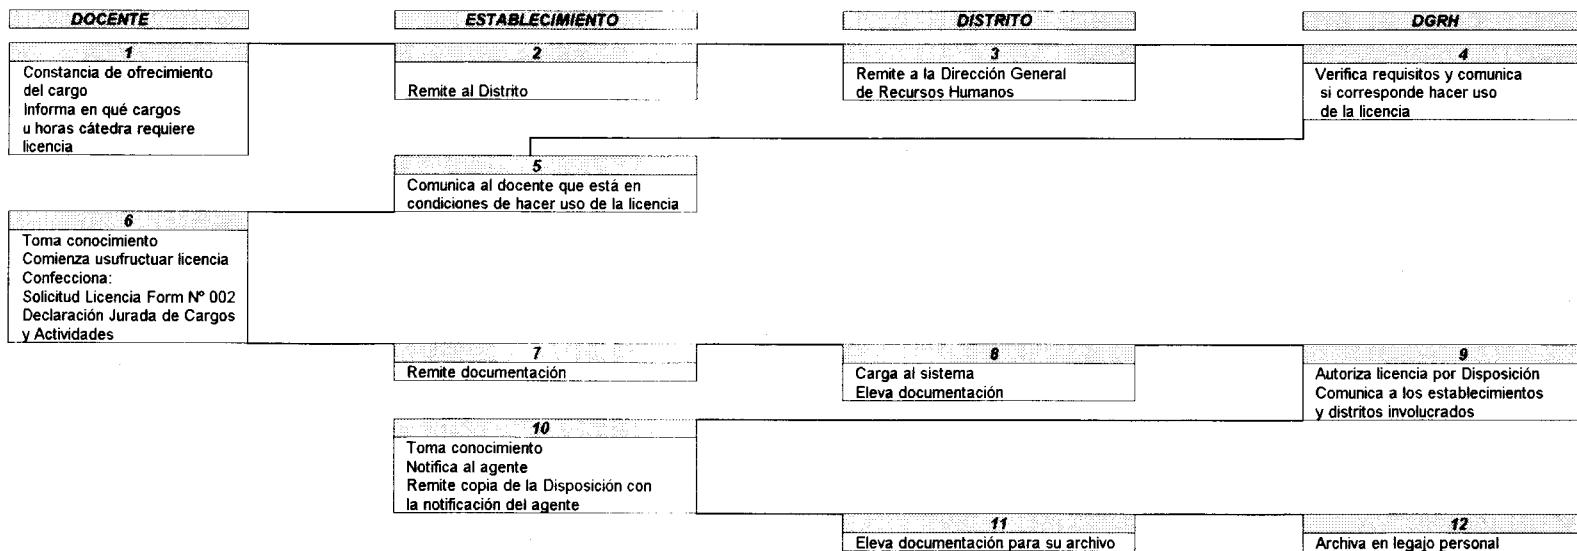 DOCENTE
ESTABLECIMIENTO
DISTRITO
DGRH
1
Constancia de ofrecimiento
del cargo
Informa en qué cargos
u horas cátedra requiere
licencia
2
Remite al Distrito
3
Remite a la Dirección General
de Recursos Humanos
4
Verifica requisitos y comunica
si corresponde hacer uso
de la licencia
5
Comunica al docente que está en
condiciones de hacer uso de la licencia
6
Toma conocimiento
Comienza usufructuar licencia
Confecciona:
Solicitud Licencia Form Nº 002
Declaración Jurada de Cargos
y Actividades
7
Remite documentación
8
Carga al sistema
Eleva documentación
9
Autoriza licencia por Disposición
Comunica a los establecimientos
y distritos involucrados
10
Toma conocimiento
Notifica al agente
Remite copia de la Disposición con
la notificación del agente
11
Eleva documentación para su archivo
12
Archiva en legajo personal